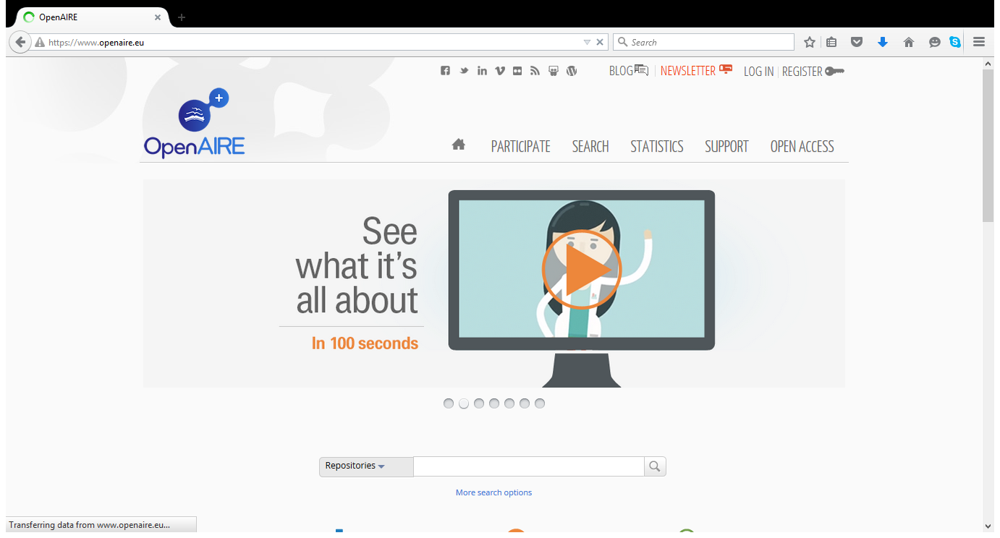 OpenAIRE
https://www.openaire.eu
Search
BLOG
NEWSLETTER
LOG IN
REGISTER
OpenAIRE
PARTICIPATE
SEARCH
STATISTICS
SUPPORT
OPEN ACCESS
See
what it's
all about
In 100 seconds
Repositories
More search options
Transferring data from www.openaire.eu...